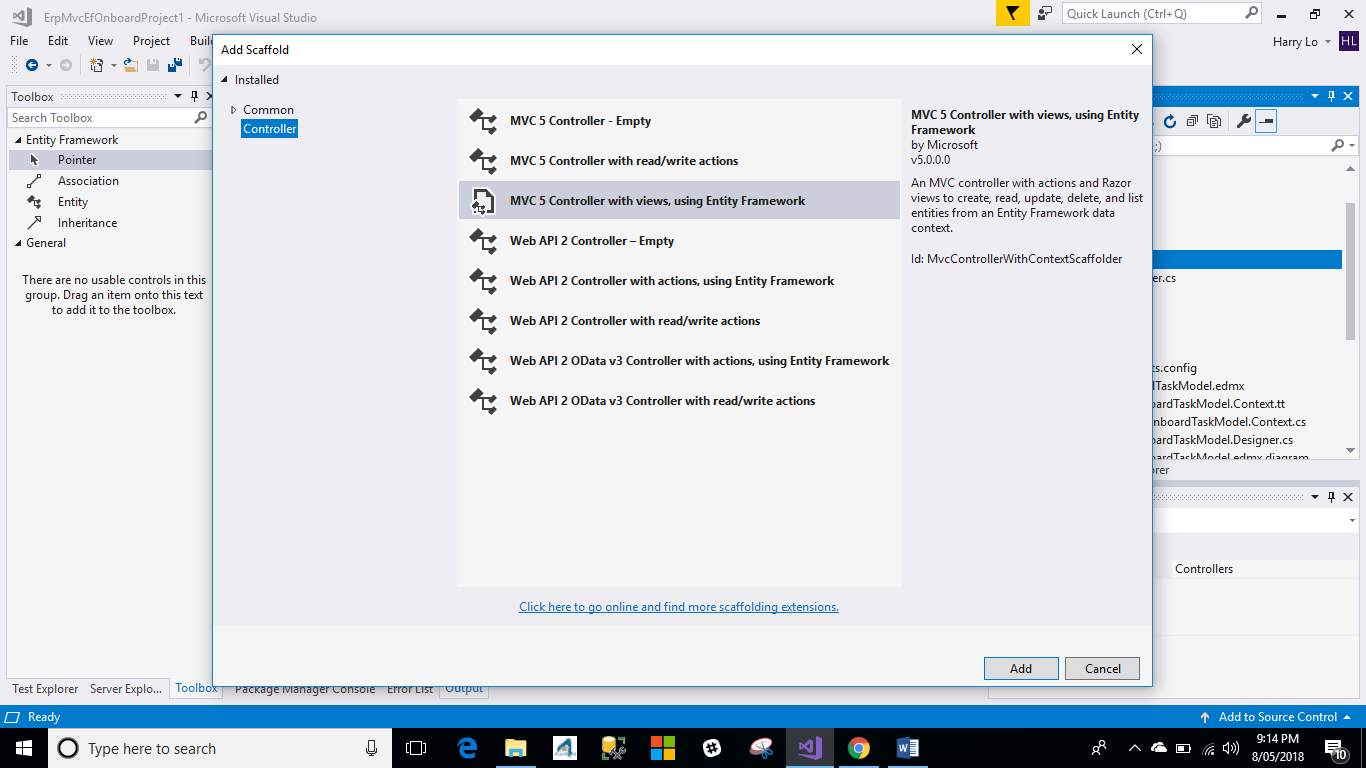 ErpMvcEfOnboardProject1 - Microsoft Visual Studio
Quick Launch (Ctrl+Q)
File Edit View Project Buil
Harry Lo HL
Add Scaffold
Installed
Common
Controller
Toolbox
Search Toolbox
Entity Framework
Pointer
Association
Entity
Inheritance
General
There are no usable controls in this
group. Drag an item onto this text
to add it to the toolbox.
MVC 5 Controller - Empty
MVC 5 Controller with read/write actions
MVC 5 Controller with views, using Entity Framework
Web API 2 Controller – Empty
Web API 2 Controller with actions, using Entity Framework
Web API 2 Controller with read/write actions
Web API 2 OData v3 Controller with actions, using Entity Framework
Web API 2 OData v3 Controller with read/write actions
MVC 5 Controller with views, using Entity
Framework
by Microsoft
v5.0.0.0
An MVC controller with actions and Razor
views to create, read, update, delete, and list
entities from an Entity Framework data
context.
Id: MvcControllerWithContextScaffolder
Click here to go online and find more scaffolding extensions.
Add Cancel
;)
er.cs
ts.config
dTaskModel.edmx
ardTaskModel.Context.tt
nboardTaskModel.Context.cs
ardTaskModel.Designer.cs
ardTaskModel.edmx.diagram
orer
Controllers
Test Explorer Server Explo... Toolbox Package Manager Console Error List Output
Ready
Add to Source Control
Type here to search
9:14 PM
8/05/2018
10